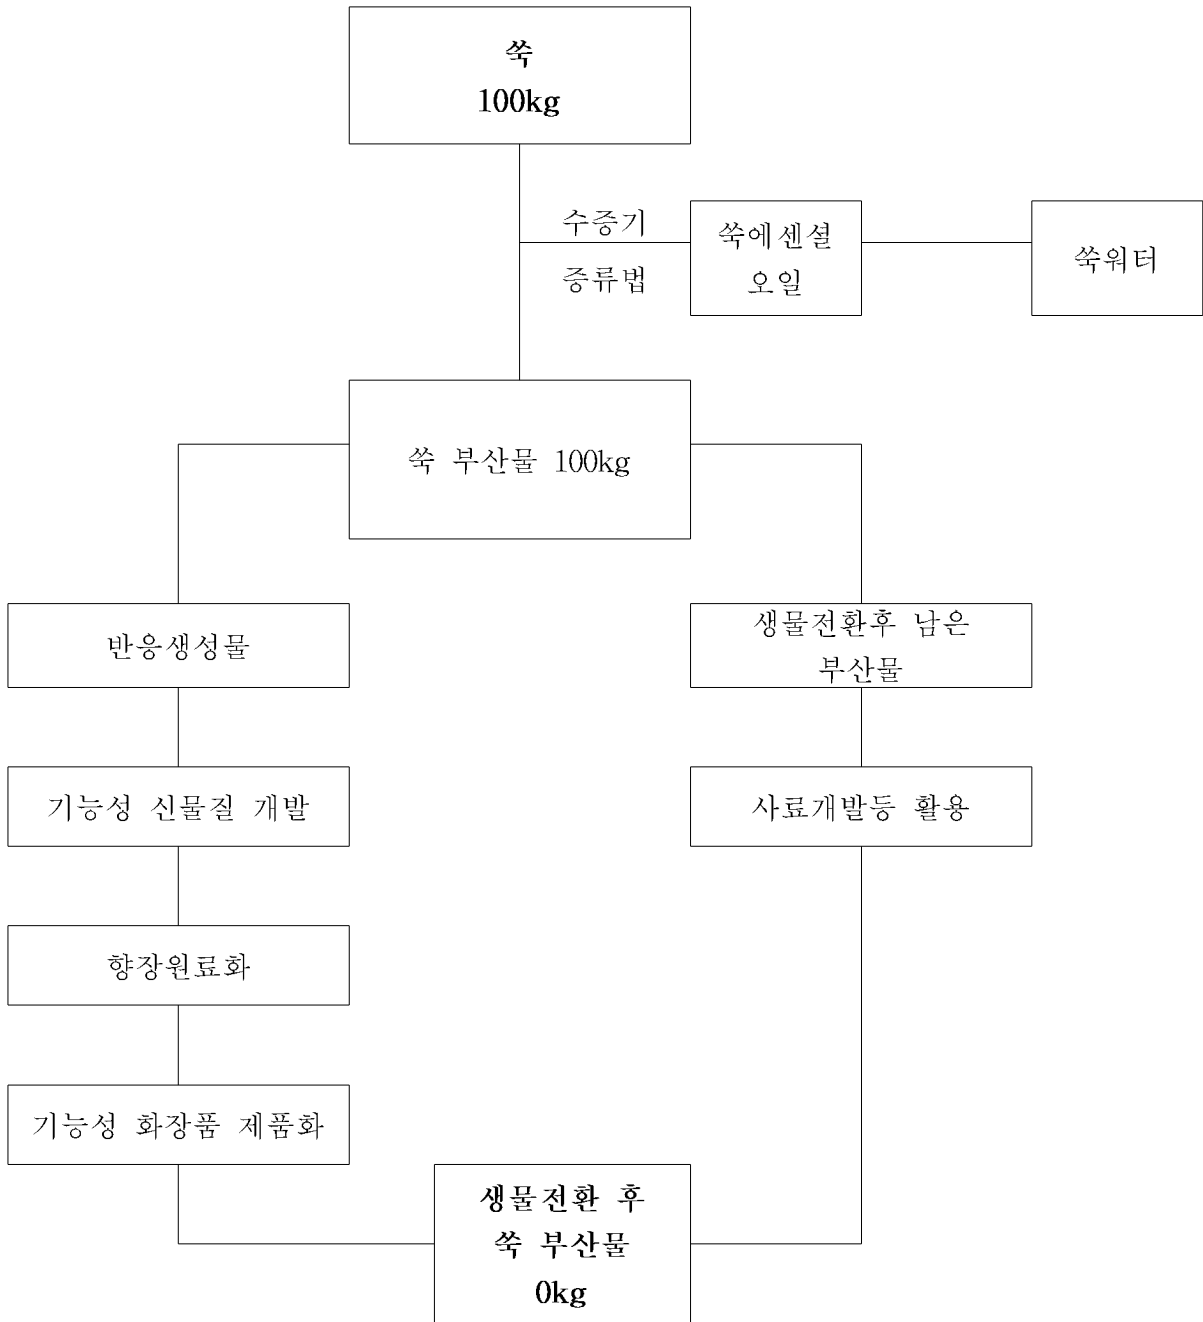 쑥
100kg
수증기
증류법
쑥에센셜
오일
쑥워터
쑥 부산물 100kg
반응생성물
생물전환후 남은
부산물
기능성 신물질 개발
사료개발등 활용
향장원료화
기능성 화장품 제품화
생물전환 후
쑥 부산물
0kg